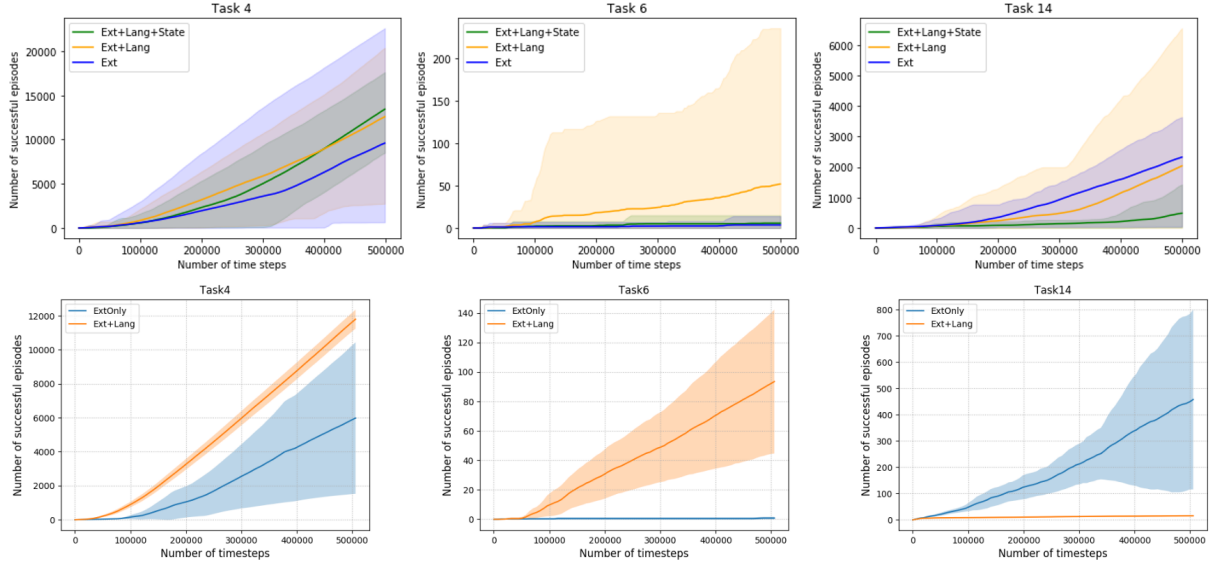 Task 4
Number of successful episodes
20000
15000
10000
5000
0
Ext+Lang+State
Ext+Lang
Ext
0 100000 200000 300000 400000 500000
Number of time steps
Task 6
Number of successful episodes
200
150
100
50
0
Ext+Lang+State
Ext+Lang
Ext
0 100000 200000 300000 400000 500000
Number of time steps
Task 14
Number of successful episodes
6000
5000
4000
3000
2000
1000
0
Ext+Lang+State
Ext+Lang
Ext
0 100000 200000 300000 400000 500000
Number of time steps
Task4
Number of successful episodes
12000
10000
8000
6000
4000
2000
0
ExtOnly
Ext+Lang
0 100000 200000 300000 400000 500000
Number of timesteps
Task6
Number of successful episodes
140
120
100
80
60
40
20
0
ExtOnly
Ext+Lang
0 100000 200000 300000 400000 500000
Number of timesteps
Task14
Number of successful episodes
800
700
600
500
400
300
200
100
0
ExtOnly
Ext+Lang
0 100000 200000 300000 400000 500000
Number of timesteps